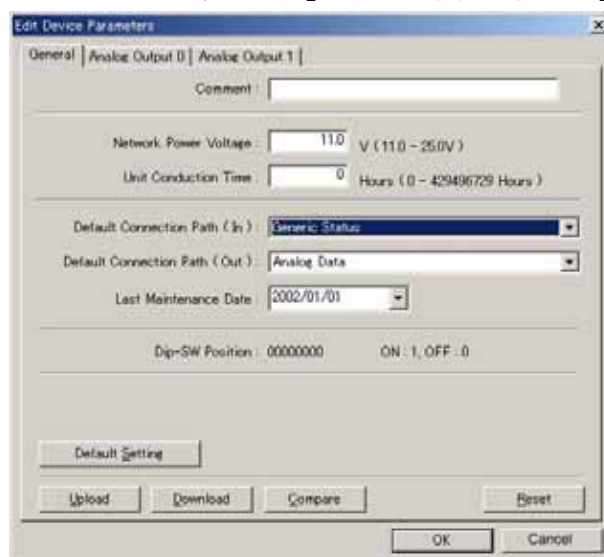 Edit Device Parameters
General Analog Output 0 Analog Output 1
Comment :
Network Power Voltage : 11.0 V ( 11.0 - 25.0V )
Unit Conduction Time : 0 Hours ( 0 - 429496729 Hours )
Default Connection Path ( In ) : Generic Status
Default Connection Path ( Out ) : Analog Data
Last Maintenance Date : 2002/01/01
Dip-SW Position : 00000000 ON : 1, OFF : 0
Default Setting
Upload Download Compare Reset
OK Cancel